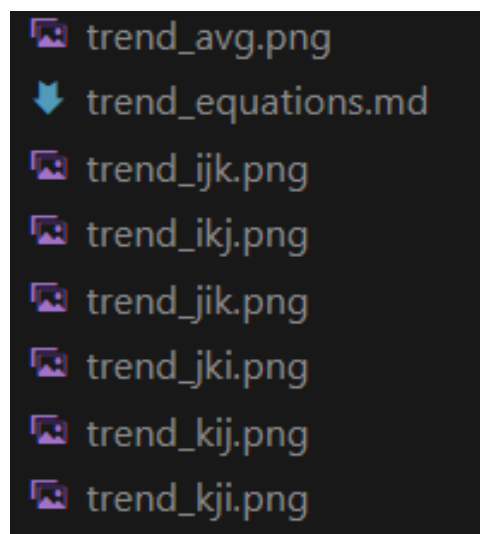 trend_avg.png
trend_equations.md
trend_ijk.png
trend_ikj.png
trend_jik.png
trend_jki.png
trend_kij.png
trend_kji.png